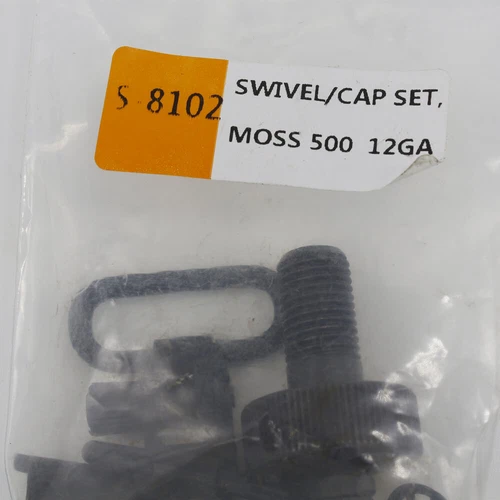 S 8102
SWIVEL/CAP SET,
MOSS 500 12GA